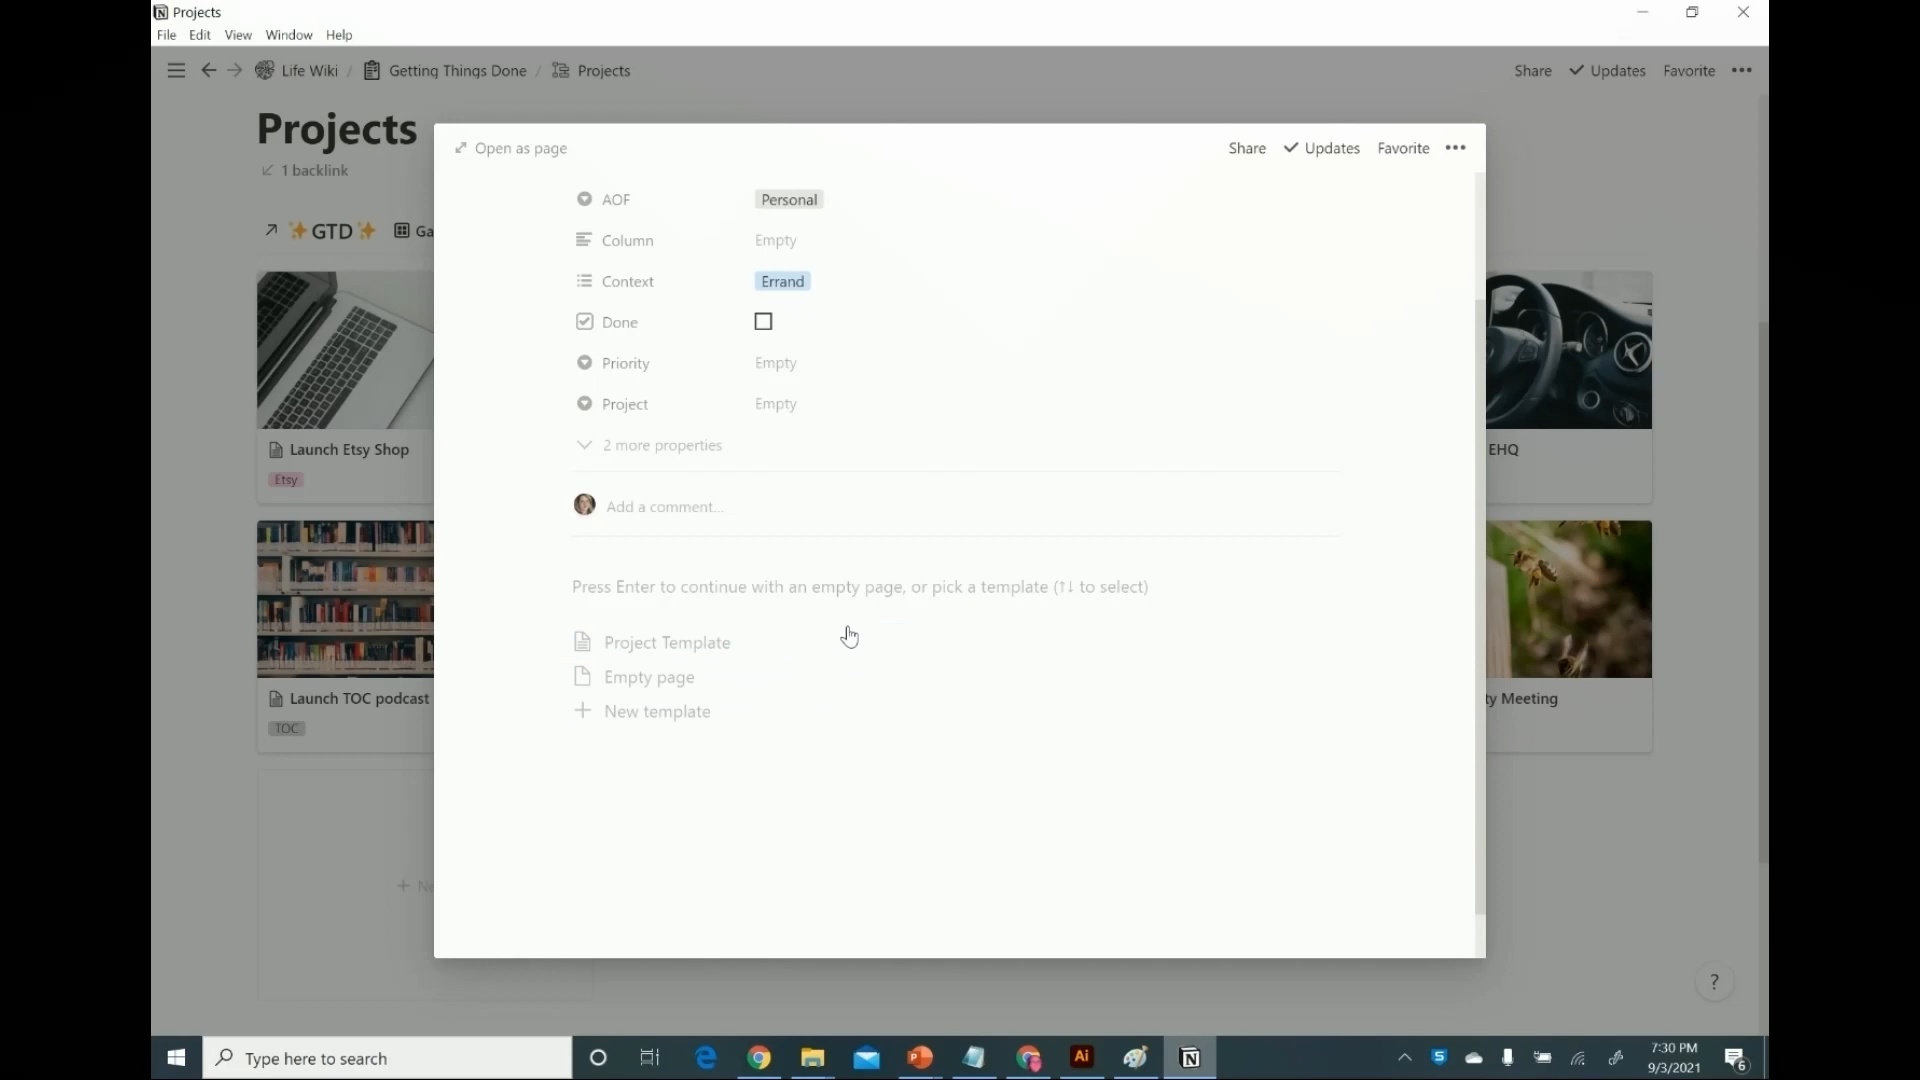 Projects
File Edit View Window Help
Life Wiki / Getting Things Done / Projects
Share Updates Favorite •••
Projects
1 backlink
GTD
Open as page
Share Updates Favorite •••
AOF Personal
Column Empty
Context Errand
Done
Priority Empty
Project Empty
2 more properties
Add a comment...
Press Enter to continue with an empty page, or pick a template (↑↓ to select)
Project Template
Empty page
+ New template
Launch Etsy Shop
Etsy
EHQ
Launch TOC podcast
TOC
Meeting
?
Type here to search
7:30 PM
9/3/2021
6